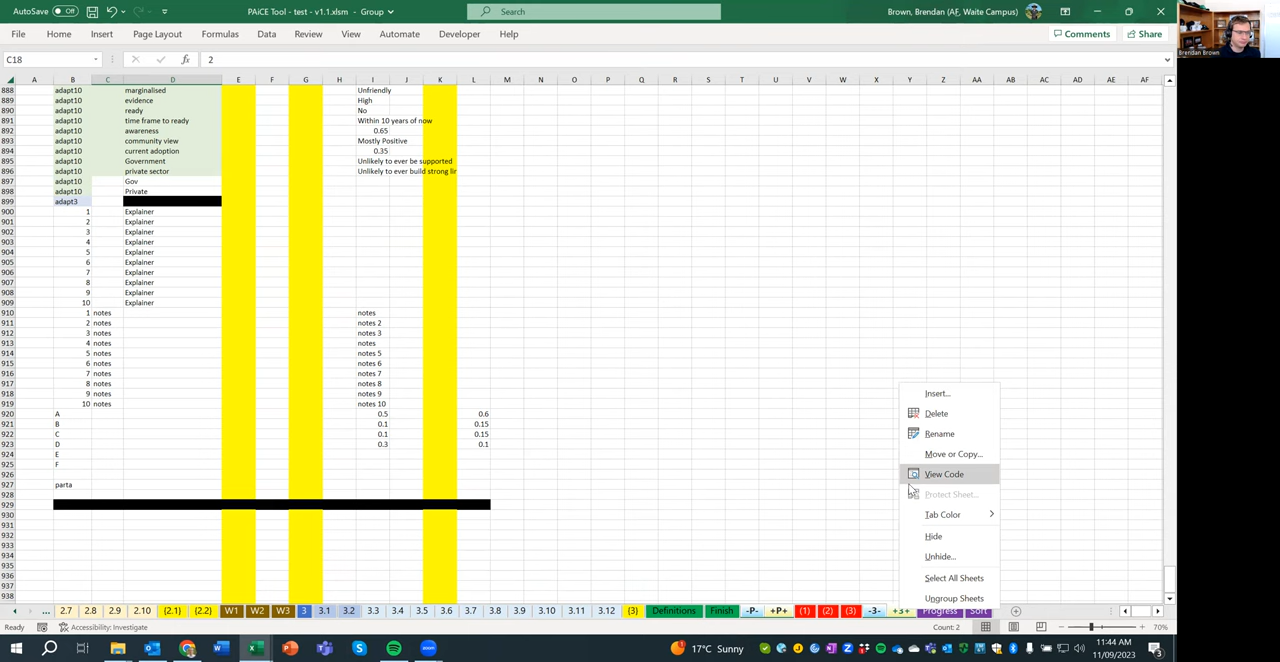 AutoSave Off PAiCE Tool - test - v1.1.xlsm - Group Search Brown, Brendan (AF, Waite Campus)
File Home Insert Page Layout Formulas Data Review View Automate Developer Help Comments Share
C18 fx 2
A B C D E F G H I J K L M N O P Q R S T U V W X Y Z AA AB AC AD AE AF
888 adapt10 marginalised Unfriendly
889 adapt10 evidence High
890 adapt10 ready No
891 adapt10 time frame to ready Within 10 years of now
892 adapt10 awareness 0.65
893 adapt10 community view Mostly Positive
894 adapt10 current adoption 0.35
895 adapt10 Government Unlikely to ever be supported
896 adapt10 private sector Unlikely to ever build strong lir
897 adapt10 Gov
898 adapt10 Private
899 adapt3
900 1 Explainer
901 2 Explainer
902 3 Explainer
903 4 Explainer
904 5 Explainer
905 6 Explainer
906 7 Explainer
907 8 Explainer
908 9 Explainer
909 10 Explainer
910 1 notes notes
911 2 notes notes 2
912 3 notes notes 3
913 4 notes notes
914 5 notes notes 5
915 6 notes notes 6
916 7 notes notes 7
917 8 notes notes 8
918 9 notes notes 9
919 10 notes notes 10
920 A 0.5 0.6
921 B 0.1 0.15
922 C 0.1 0.15
923 D 0.3 0.1
924 E
925 F
926
927 parta
928
929
930
931
932
933
934
935
936
937
938
Insert...
Delete
Rename
Move or Copy...
View Code
Protect Sheet...
Tab Color
Hide
Unhide...
Select All Sheets
Ungroup Sheets
... 2.7 2.8 2.9 2.10 (2.1) (2.2) W1 W2 W3 3 3.1 3.2 3.3 3.4 3.5 3.6 3.7 3.8 3.9 3.10 3.11 3.12 (3) Definitions Finish -P- +P+ (1) (2) (3) -3- +3+ Progress Sort
Ready Accessibility: Investigate Count: 2 70%
17°C Sunny 11:44 AM
11/09/2023
Brendan Brown